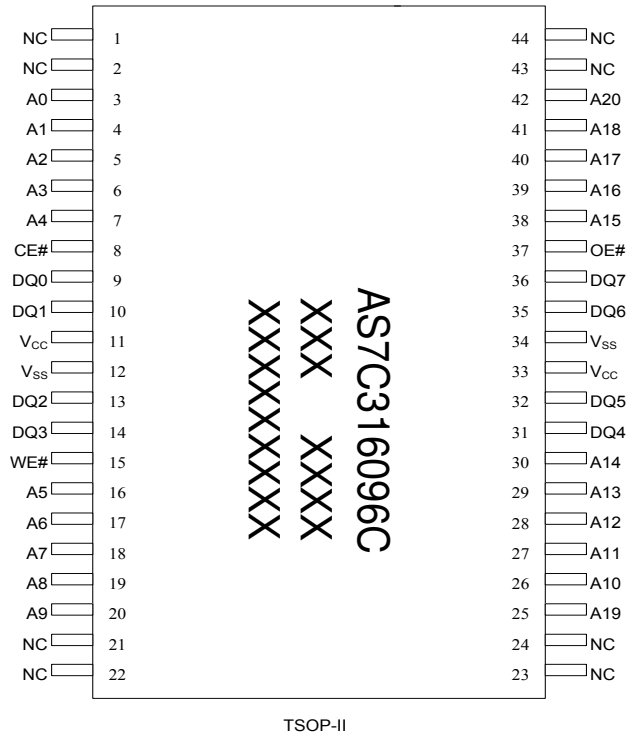 NC 1 44 NC
NC 2 43 NC
A0 3 42 A20
A1 4 41 A18
A2 5 40 A17
A3 6 39 A16
A4 7 38 A15
CE# 8 37 OE#
DQ0 9 36 DQ7
DQ1 10 35 DQ6
VCC 11 34 VSS
VSS 12 33 VCC
DQ2 13 32 DQ5
DQ3 14 31 DQ4
WE# 15 30 A14
A5 16 29 A13
A6 17 28 A12
A7 18 27 A11
A8 19 26 A10
A9 20 25 A19
NC 21 24 NC
NC 22 23 NC
AS7C316096C
XXX XXXX
XXXXXXXXX
TSOP-II